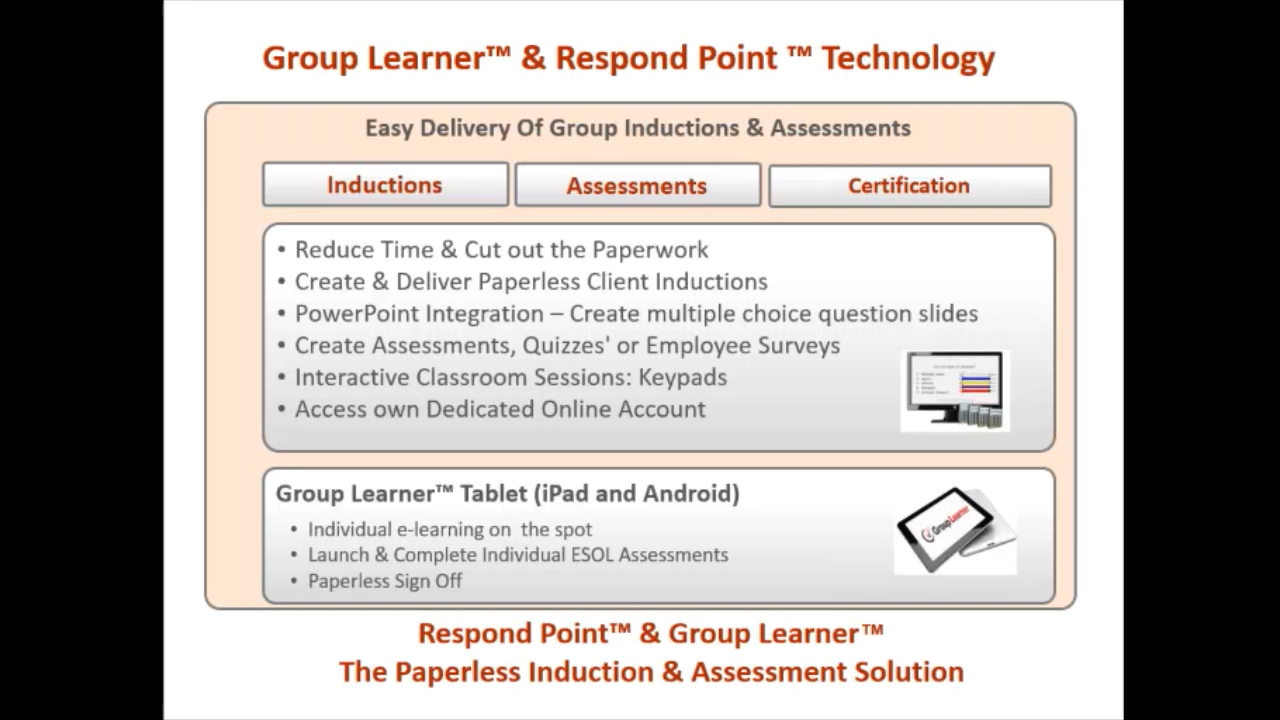 Group Learner™ & Respond Point ™ Technology
Easy Delivery Of Group Inductions & Assessments
Inductions
Assessments
Certification
• Reduce Time & Cut out the Paperwork
• Create & Deliver Paperless Client Inductions
• PowerPoint Integration – Create multiple choice question slides
• Create Assessments, Quizzes' or Employee Surveys
• Interactive Classroom Sessions: Keypads
• Access own Dedicated Online Account
Group Learner™ Tablet (iPad and Android)
• Individual e-learning on  the spot
• Launch & Complete Individual ESOL Assessments
• Paperless Sign Off
Group Learner
Respond Point™ & Group Learner™
The Paperless Induction & Assessment Solution